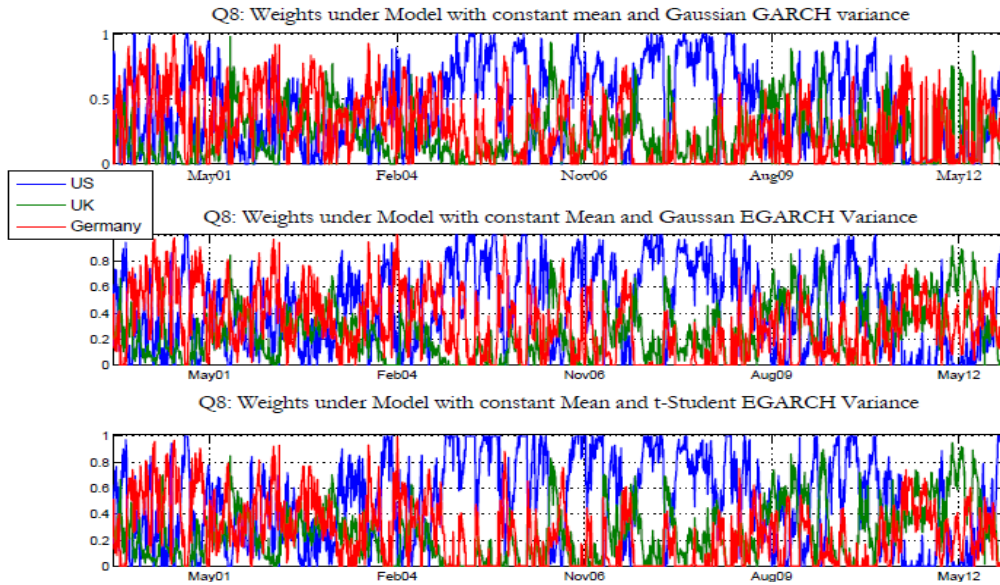 Q8: Weights under Model with constant mean and Gaussian GARCH variance
1
0.5
0
May01 Feb04 Nov06 Aug09 May12
US
UK
Germany
Q8: Weights under Model with constant Mean and Gaussan EGARCH Variance
0.8
0.6
0.4
0.2
0
May01 Feb04 Nov06 Aug09 May12
Q8: Weights under Model with constant Mean and t-Student EGARCH Variance
1
0.8
0.6
0.4
0.2
0
May01 Feb04 Nov06 Aug09 May12